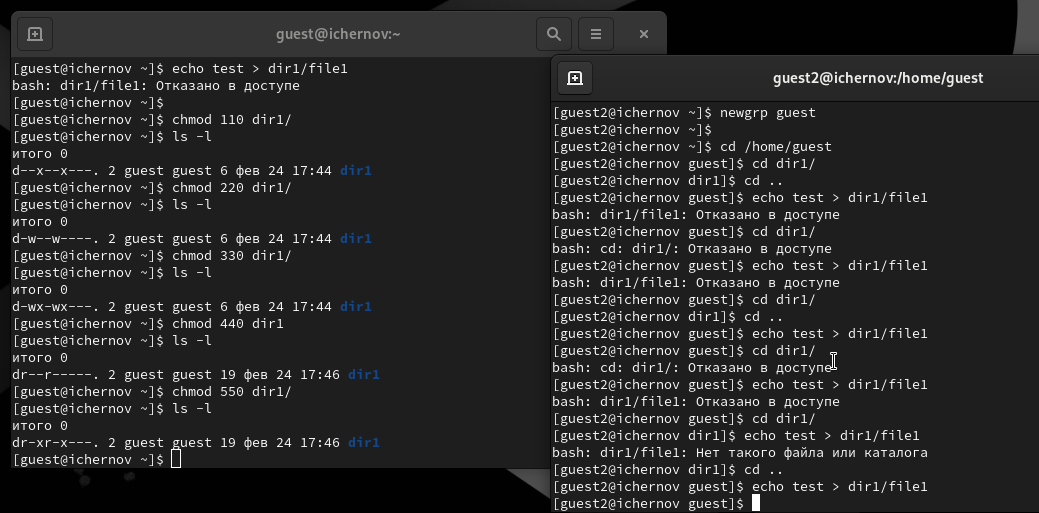 guest@ichernov:~
[guest@ichernov ~]$ echo test > dir1/file1
bash: dir1/file1: Отказано в доступе
[guest@ichernov ~]$
[guest@ichernov ~]$ chmod 110 dir1/
[guest@ichernov ~]$ ls -l
итого 0
d--x--x---. 2 guest guest 6 фев 24 17:44 dir1
[guest@ichernov ~]$ chmod 220 dir1/
[guest@ichernov ~]$ ls -l
итого 0
d-w--w----. 2 guest guest 6 фев 24 17:44 dir1
[guest@ichernov ~]$ chmod 330 dir1/
[guest@ichernov ~]$ ls -l
итого 0
d-wx-wx---. 2 guest guest 6 фев 24 17:44 dir1
[guest@ichernov ~]$ chmod 440 dir1
[guest@ichernov ~]$ ls -l
итого 0
dr--r-----. 2 guest guest 19 фев 24 17:46 dir1
[guest@ichernov ~]$ chmod 550 dir1/
[guest@ichernov ~]$ ls -l
итого 0
dr-xr-x---. 2 guest guest 19 фев 24 17:46 dir1
[guest@ichernov ~]$
guest2@ichernov:/home/guest
[guest2@ichernov ~]$ newgrp guest
[guest2@ichernov ~]$
[guest2@ichernov ~]$ cd /home/guest
[guest2@ichernov guest]$ cd dir1/
[guest2@ichernov dir1]$ cd ..
[guest2@ichernov guest]$ echo test > dir1/file1
bash: dir1/file1: Отказано в доступе
[guest2@ichernov guest]$ cd dir1/
bash: cd: dir1/: Отказано в доступе
[guest2@ichernov guest]$ echo test > dir1/file1
bash: dir1/file1: Отказано в доступе
[guest2@ichernov guest]$ cd dir1/
[guest2@ichernov dir1]$ cd ..
[guest2@ichernov guest]$ echo test > dir1/file1
[guest2@ichernov guest]$ cd dir1/
bash: cd: dir1/: Отказано в доступе
[guest2@ichernov guest]$ echo test > dir1/file1
bash: dir1/file1: Отказано в доступе
[guest2@ichernov guest]$ cd dir1/
[guest2@ichernov dir1]$ echo test > dir1/file1
bash: dir1/file1: Нет такого файла или каталога
[guest2@ichernov dir1]$ cd ..
[guest2@ichernov guest]$ echo test > dir1/file1
[guest2@ichernov guest]$